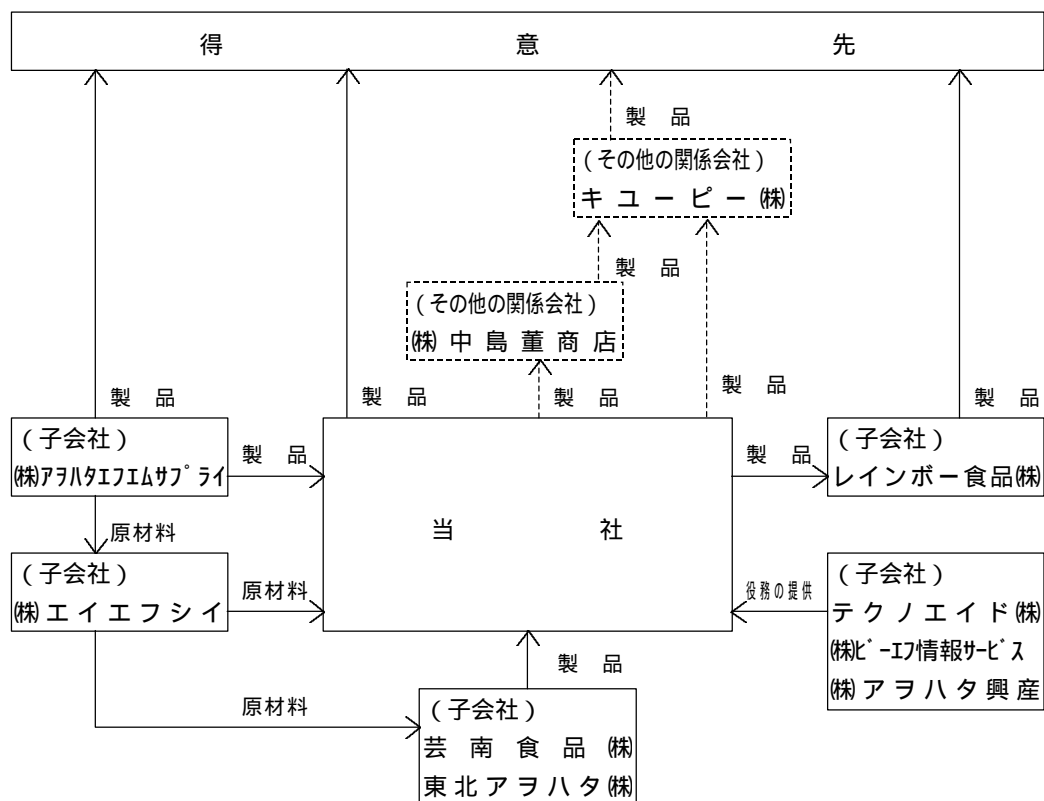 得意先
製品
(その他の関係会社)
キユーピー㈱
製品
(その他の関係会社)
㈱中島董商店
製品
製品
製品
製品
製品
(子会社)
㈱アヲハタエフエムサプライ
製品
製品
(子会社)
レインボー食品㈱
当社
原材料
(子会社)
㈱エイエフシイ
原材料
役務の提供
(子会社)
テクノエイド㈱
㈱ビーエフ情報サービス
㈱アヲハタ興産
製品
原材料
(子会社)
芸南食品㈱
東北アヲハタ㈱